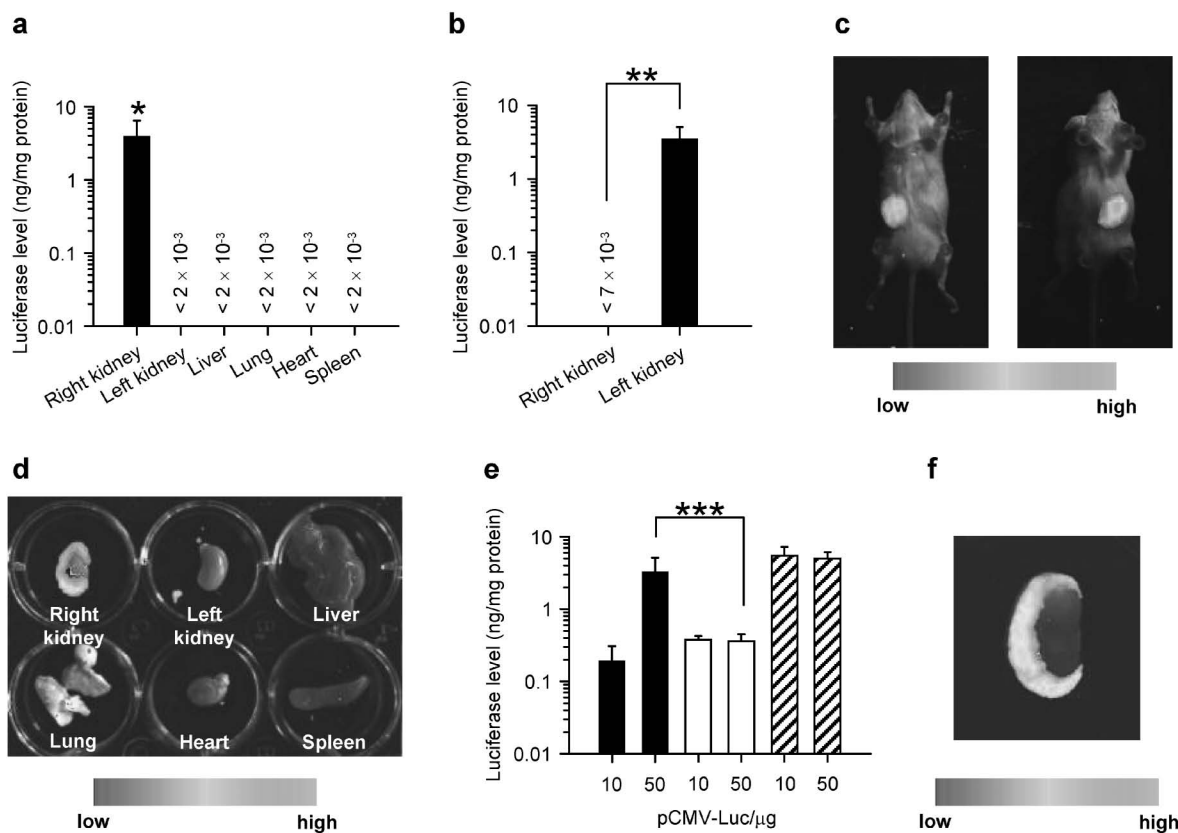 a
Luciferase level (ng/mg protein)
10
1
0.1
0.01
*
< 2 × 10⁻³
< 2 × 10⁻³
< 2 × 10⁻³
< 2 × 10⁻³
< 2 × 10⁻³
Right kidney
Left kidney
Liver
Lung
Heart
Spleen
b
Luciferase level (ng/mg protein)
10
1
0.1
0.01
**
< 7 × 10⁻³
Right kidney
Left kidney
c
low
high
d
Right
kidney
Left
kidney
Liver
Lung
Heart
Spleen
low
high
e
Luciferase level (ng/mg protein)
10
1
0.1
0.01
***
10
50
10
50
10
50
pCMV-Luc/μg
f
low
high